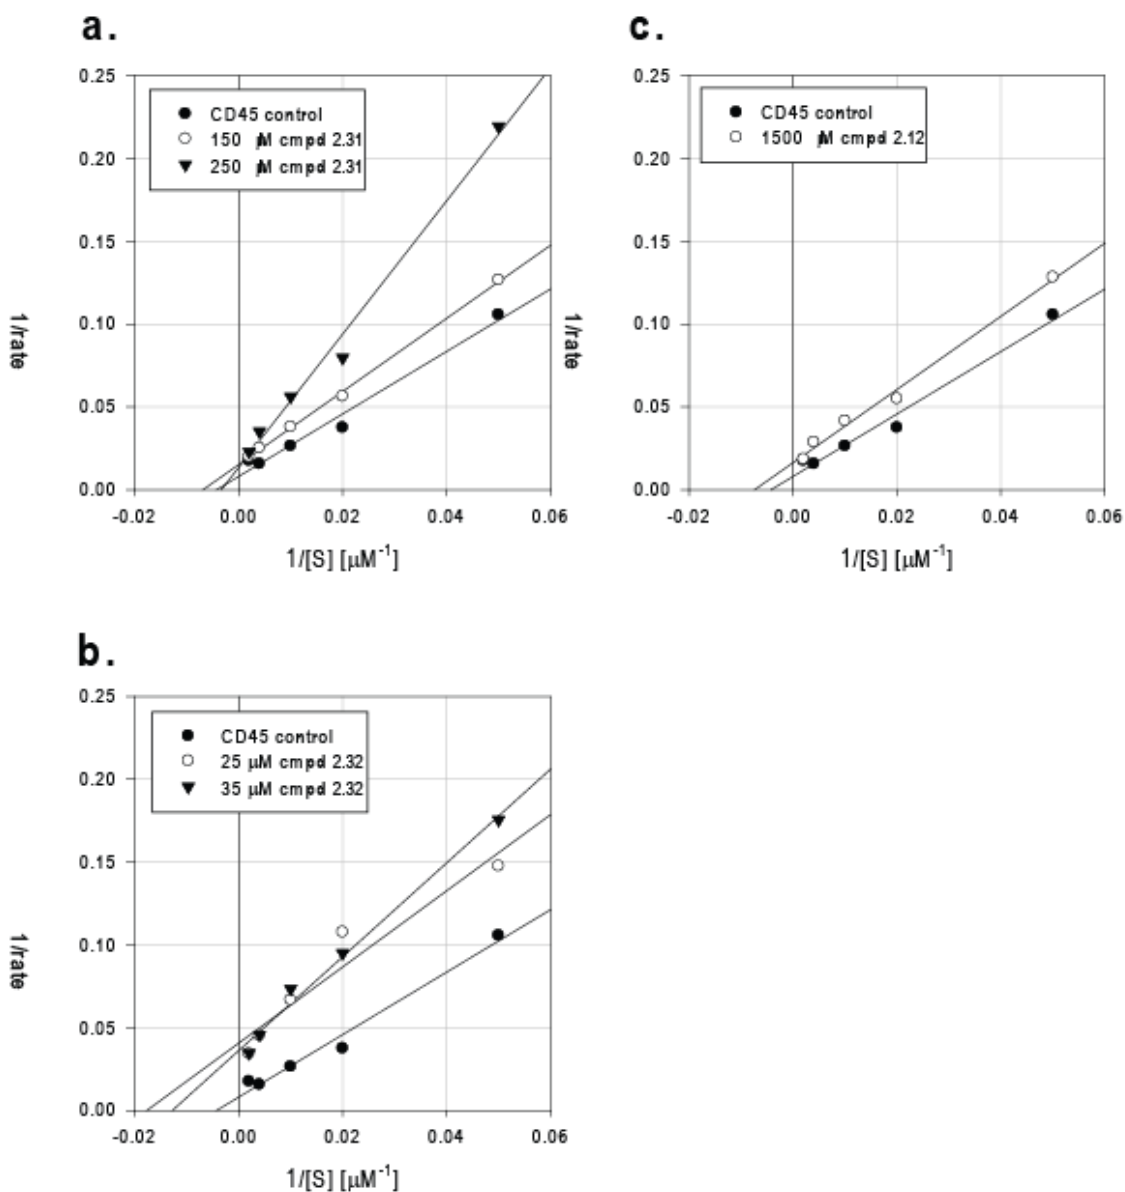 a.
0.25
0.20
0.15
0.10
0.05
0.00
CD45 control
150 µM cmpd 2.31
250 µM cmpd 2.31
-0.02
0.00
0.02
0.04
0.06
1/rate
1/[S] [µM⁻¹]
c.
0.25
0.20
0.15
0.10
0.05
0.00
CD45 control
1500 µM cmpd 2.12
-0.02
0.00
0.02
0.04
0.06
1/rate
1/[S] [µM⁻¹]
b.
0.25
0.20
0.15
0.10
0.05
0.00
CD45 control
25 µM cmpd 2.32
35 µM cmpd 2.32
-0.02
0.00
0.02
0.04
0.06
1/rate
1/[S] [µM⁻¹]